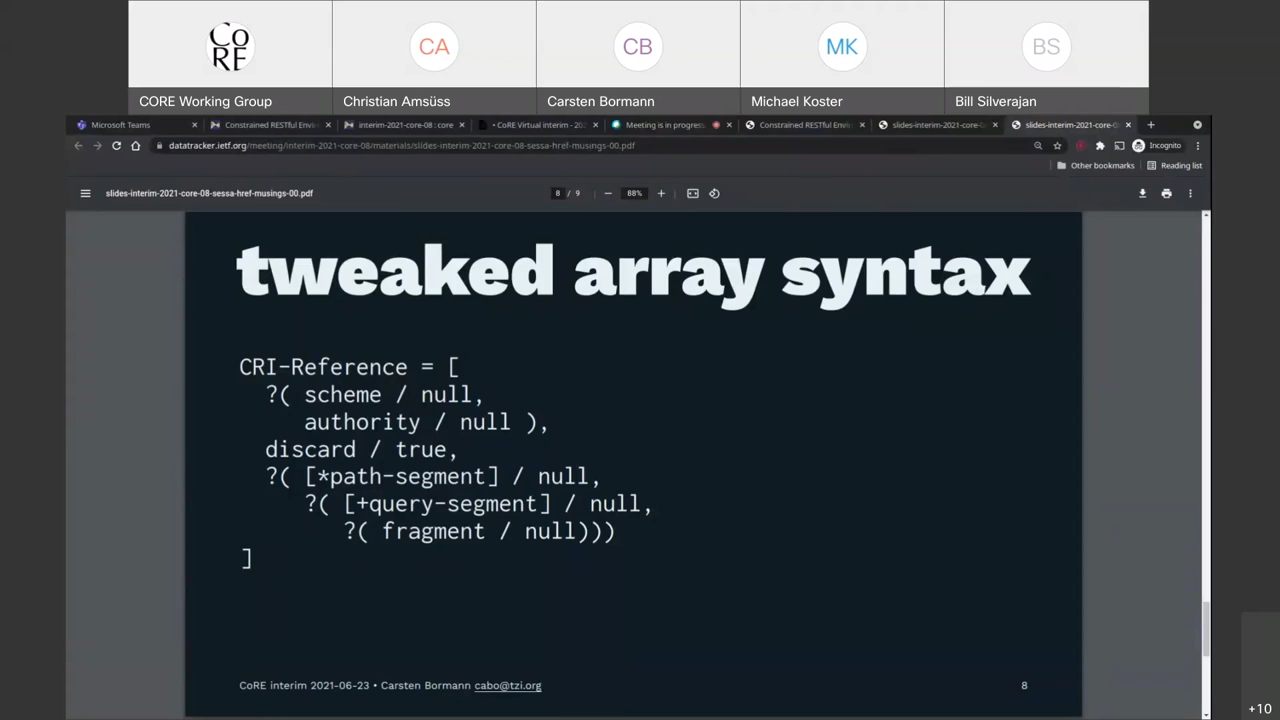 CORE
CA
CB
MK
BS
CORE Working Group
Christian Amsüss
Carsten Bormann
Michael Koster
Bill Silverajan
Microsoft Teams
Constrained RESTful Envir
interim-2021-core-08 : core
• CoRE Virtual interim - 202
Meeting is in progress
Constrained RESTful Envir
slides-interim-2021-core-0
slides-interim-2021-core-0
datatracker.ietf.org/meeting/interim-2021-core-08/materials/slides-interim-2021-core-08-sessa-href-musings-00.pdf
Incognito
Other bookmarks
Reading list
slides-interim-2021-core-08-sessa-href-musings-00.pdf
8 / 9
88%
tweaked array syntax
CRI-Reference = [
?( scheme / null,
authority / null ),
discard / true,
?( [*path-segment] / null,
?( [+query-segment] / null,
?( fragment / null)))
]
CoRE interim 2021-06-23 • Carsten Bormann cabo@tzi.org
8
+10